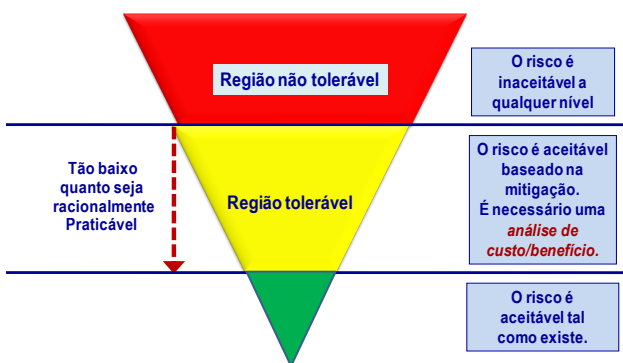 Região não tolerável
O risco é
inaceitável a
qualquer nível
Tão baixo
quanto seja
racionalmente
Praticável
Região tolerável
O risco é aceitável
baseado na
mitigação.
É necessário uma
análise de
custo/benefício.
O risco é
aceitável tal
como existe.